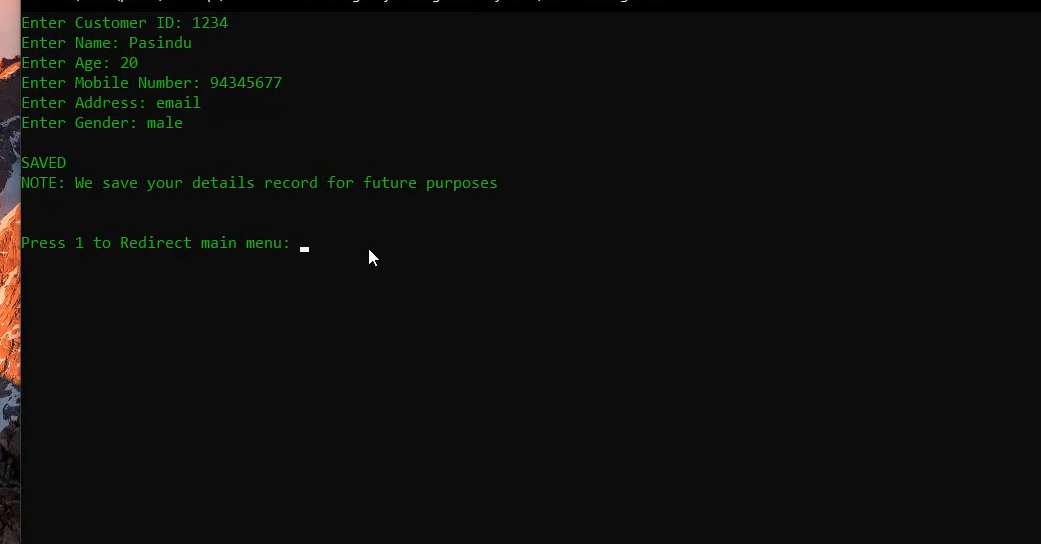 Enter Customer ID: 1234
Enter Name: Pasindu
Enter Age: 20
Enter Mobile Number: 94345677
Enter Address: email
Enter Gender: male
SAVED
NOTE: We save your details record for future purposes
Press 1 to Redirect main menu: